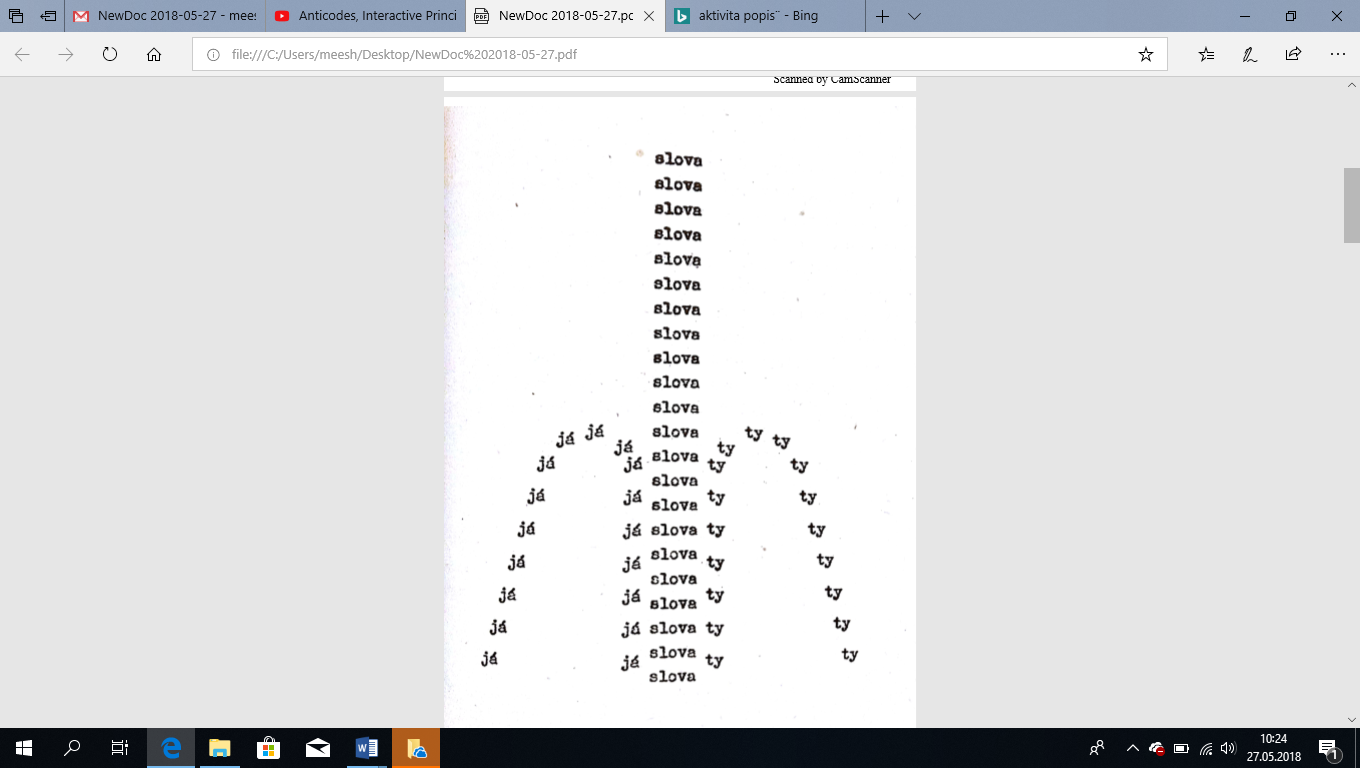 NewDoc 2018-05-27 - mees
Anticodes, Interactive Princi
NewDoc 2018-05-27.pc
aktivita popis¨ - Bing
file:///C:/Users/meesh/Desktop/NewDoc%202018-05-27.pdf
Scanned by CamScanner
slova
slova
slova
slova
slova
slova
slova
slova
slova
slova
slova
já já já slova ty ty ty
já já slova ty ty
slova
já já slova ty ty
já já slova ty ty
já já slova ty ty
slova
já já slova ty ty
já já slova ty ty
já já slova ty ty
slova
10:24
27.05.2018
1